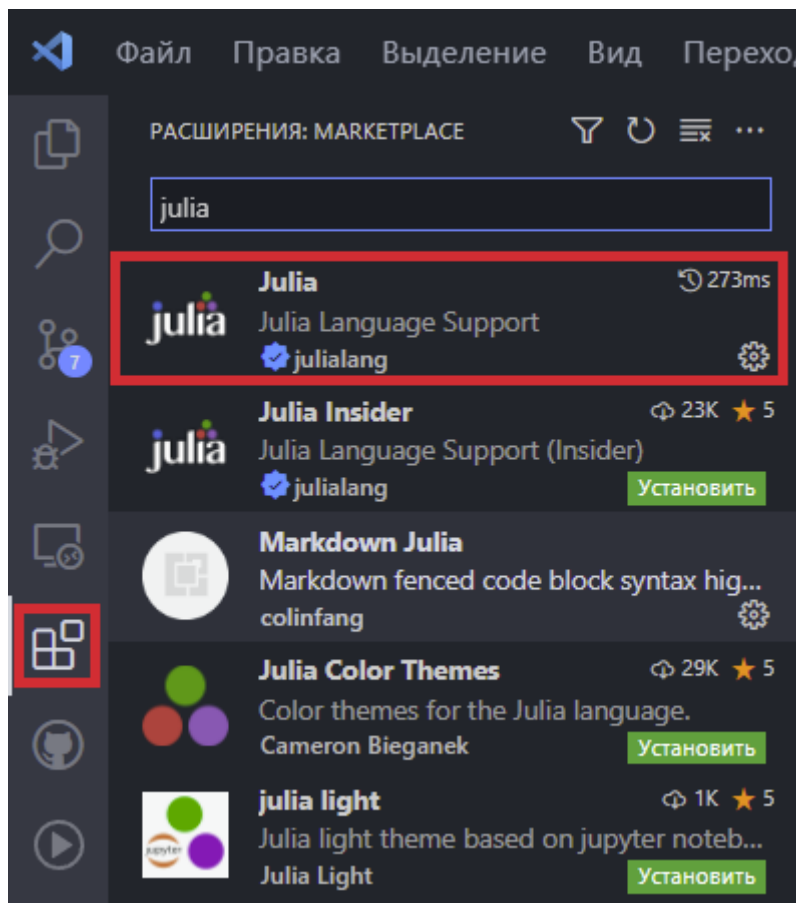 Файл Правка Выделение Вид Перехо
РАСШИРЕНИЯ: MARKETPLACE
julia
Julia 273ms
julia Julia Language Support
julialang
7
Julia Insider 23K 5
julia Julia Language Support (Insider)
julialang Установить
Markdown Julia
Markdown fenced code block syntax hig...
colinfang
Julia Color Themes 29K 5
Color themes for the Julia language.
Cameron Bieganek Установить
julia light 1K 5
jupyter Julia light theme based on jupyter noteb...
Julia Light Установить